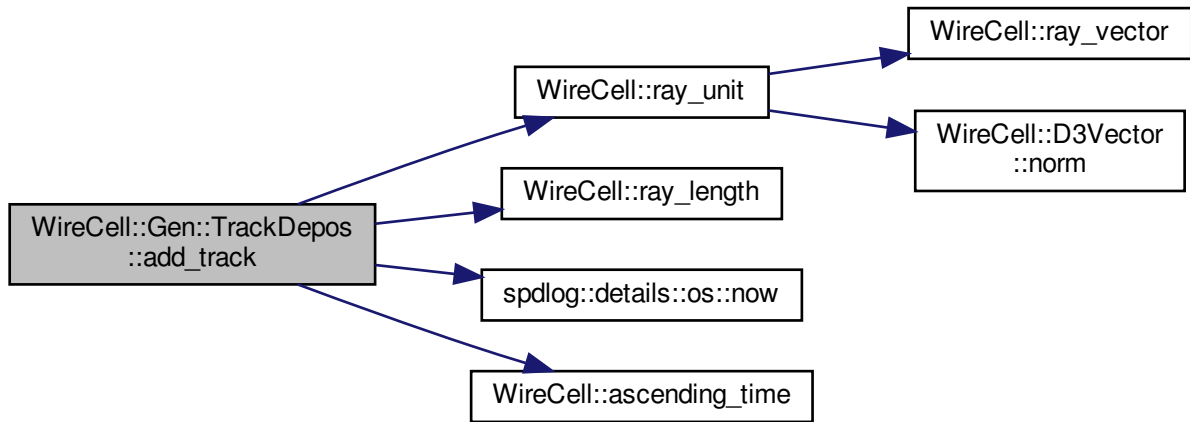 WireCell::Gen::TrackDepos
::add_track
WireCell::ray_unit
WireCell::ray_vector
WireCell::D3Vector
::norm
WireCell::ray_length
spdlog::details::os::now
WireCell::ascending_time